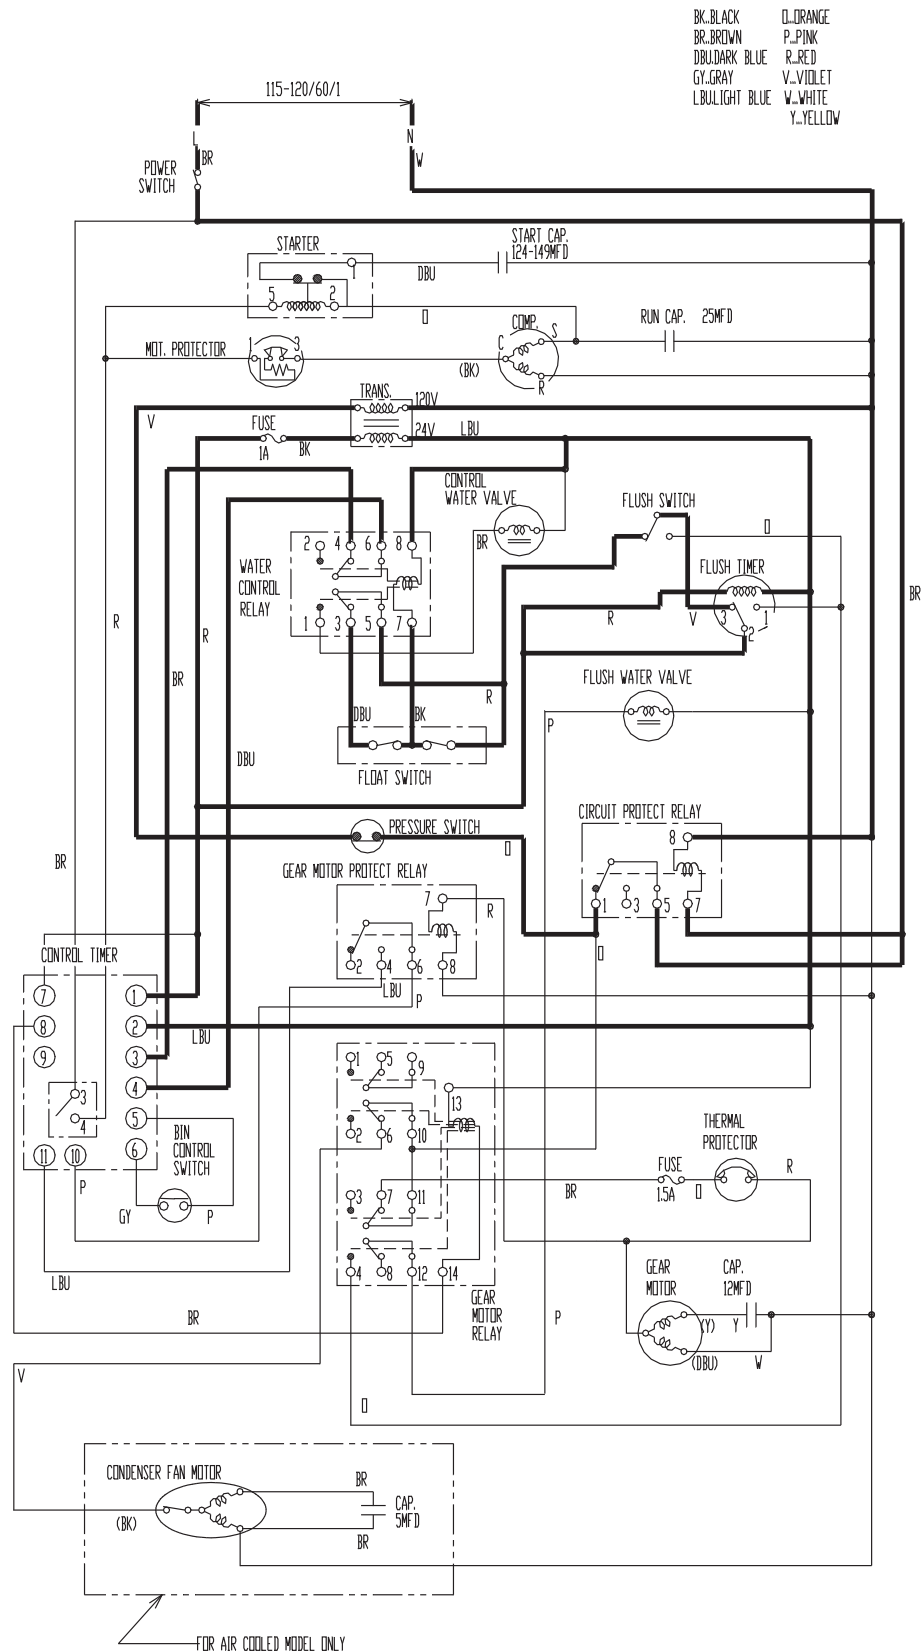 BK..BLACK O...ORANGE
BR..BROWN P...PINK
DBU.DARK BLUE R...RED
GY..GRAY V...VIOLET
LBU.LIGHT BLUE W...WHITE
Y...YELLOW
115-120/60/1
L N
BR W
POWER
SWITCH
STARTER
START CAP.
124-149MFD
1
DBU
5 2
O
COMP.
RUN CAP. 25MFD
MOT. PROTECTOR
1 3
C S
(BK)
R
TRANS.
120V
V
FUSE
24V
LBU
1A
BK
CONTROL
WATER VALVE
FLUSH SWITCH
O
BR
2 4 6 8
WATER
CONTROL
RELAY
FLUSH TIMER
BR
1 3 5 7
R
V
3 1
2
R
R
BR
FLUSH WATER VALVE
R
DBU
BK
P
DBU
FLOAT SWITCH
CIRCUIT PROTECT RELAY
PRESSURE SWITCH
O
8
BR
GEAR MOTOR PROTECT RELAY
7
R
1 3 5 7
CONTROL TIMER
O
2 4 6 8
LBU
P
7 1
8 2
LBU
9 3
3 4
4 5
11 10 6
BIN
CONTROL
SWITCH
P
GY P
1 5 9
13
2 6 10
3 7 11
4 8 12 14
THERMAL
PROTECTOR
FUSE
1.5A
O
R
BR
LBU
GEAR
MOTOR
CAP.
12MFD
GEAR
MOTOR
RELAY
BR
P
(Y) Y
(DBU) W
V
O
CONDENSER FAN MOTOR
BR
CAP.
5MFD
(BK)
BR
FOR AIR COOLED MODEL ONLY